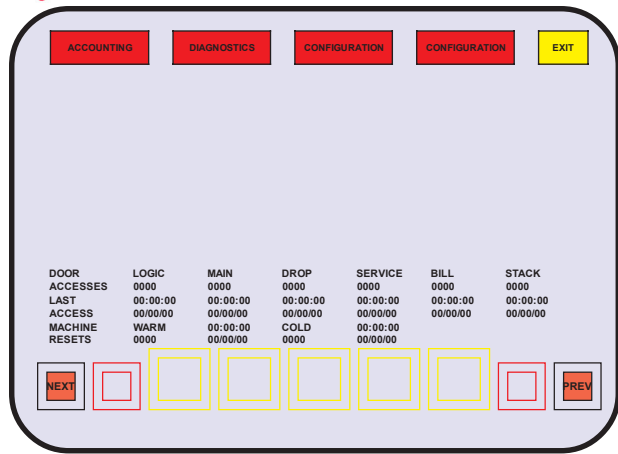 ACCOUNTING DIAGNOSTICS CONFIGURATION CONFIGURATION EXIT
DOOR LOGIC MAIN DROP SERVICE BILL STACK
ACCESSES 0000 0000 0000 0000 0000 0000
LAST 00:00:00 00:00:00 00:00:00 00:00:00 00:00:00 00:00:00
ACCESS 00/00/00 00/00/00 00/00/00 00/00/00 00/00/00 00/00/00
MACHINE WARM 00:00:00 COLD 00:00:00
RESETS 0000 00/00/00 0000 00/00/00
NEXT PREV